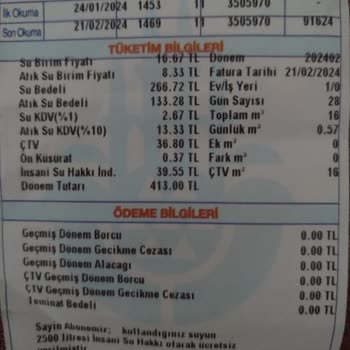 İlk Okuma 24/01/2024 1453 11 3505970
Son Okuma 21/02/2024 1469 11 3505970 91624
TÜKETİM BİLGİLERİ
Su Birim Fiyatı 16.67 TL Dönem 202402
Atık Su Birim Fiyatı 8.33 TL Fatura Tarihi 21/02/2024
Su Bedeli 266.72 TL Ev/İş Yeri 1/0
Atık Su Bedeli 133.28 TL Gün Sayısı 28
Su KDV(%1) 2.67 TL Toplam m³ 16
Atık Su KDV(%10) 13.33 TL Günlük m³ 0.57
ÇTV 36.80 TL Ek m³ 0
Ön Küsurat 0.37 TL Fark m³ 0
İnsani Su Hakkı İnd. 39.55 TL ÇTV m³ 16
Dönem Tutarı 413.00 TL
ÖDEME BİLGİLERİ
Geçmiş Dönem Borcu 0.00 TL
Geçmiş Dönem Gecikme Cezası 0.00 TL
Geçmiş Dönem Alacağı 0.00 TL
ÇTV Geçmiş Dönem Borcu 0.00 TL
ÇTV Geçmiş Dönem Gecikme Cezası 0.00 TL
Teminat Bedeli 0.00 TL
Sayin Abonemiz; kullandığınız suyun
2500 litresi İnsani Su Hakkı olarak ücretsiz